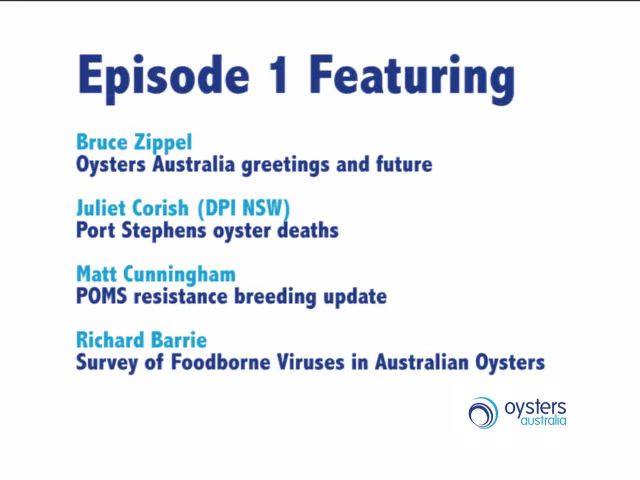 Episode 1 Featuring
Bruce Zippel
Oysters Australia greetings and future
Juliet Corish (DPI NSW)
Port Stephens oyster deaths
Matt Cunningham
POMS resistance breeding update
Richard Barrie
Survey of Foodborne Viruses in Australian Oysters
oysters
australia